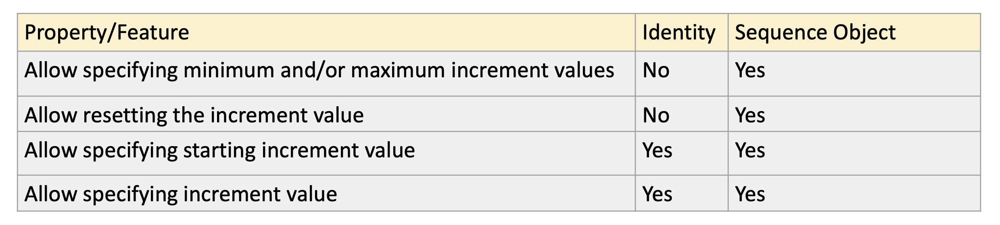 Property/Feature Identity Sequence Object
Allow specifying minimum and/or maximum increment values No Yes
Allow resetting the increment value No Yes
Allow specifying starting increment value Yes Yes
Allow specifying increment value Yes Yes